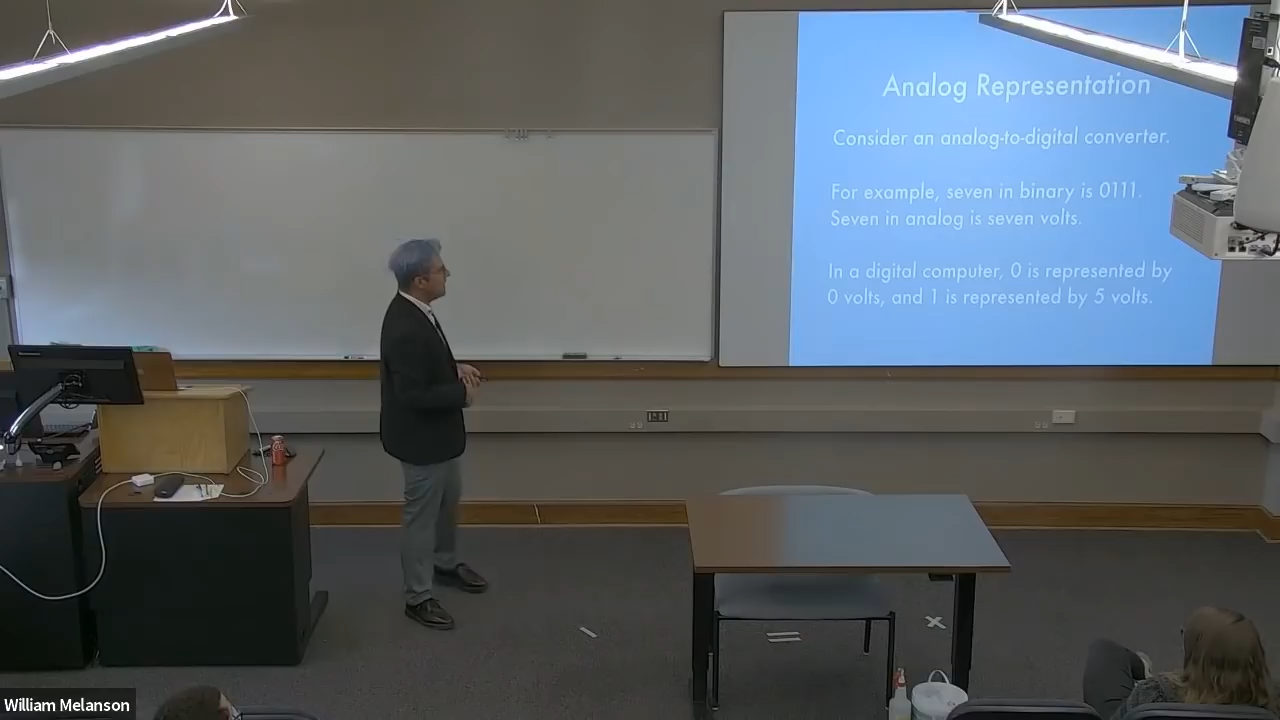 Analog Representation
Consider an analog-to-digital converter.
For example, seven in binary is 0111.
Seven in analog is seven volts.
In a digital computer, 0 is represented by
0 volts, and 1 is represented by 5 volts.
William Melanson